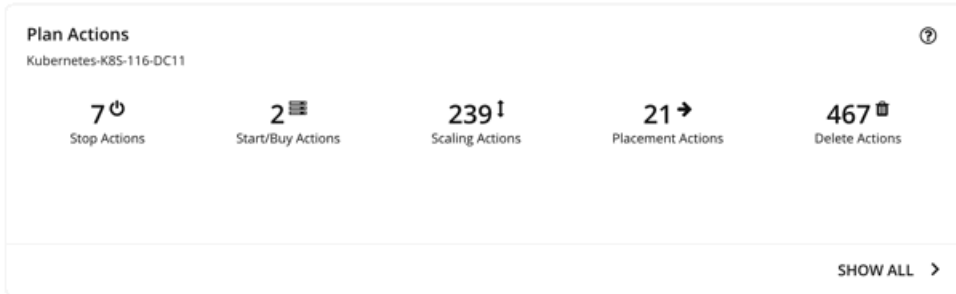 Plan Actions
Kubernetes-K8S-116-DC11
7
Stop Actions
2
Start/Buy Actions
239
Scaling Actions
21
Placement Actions
467
Delete Actions
SHOW ALL